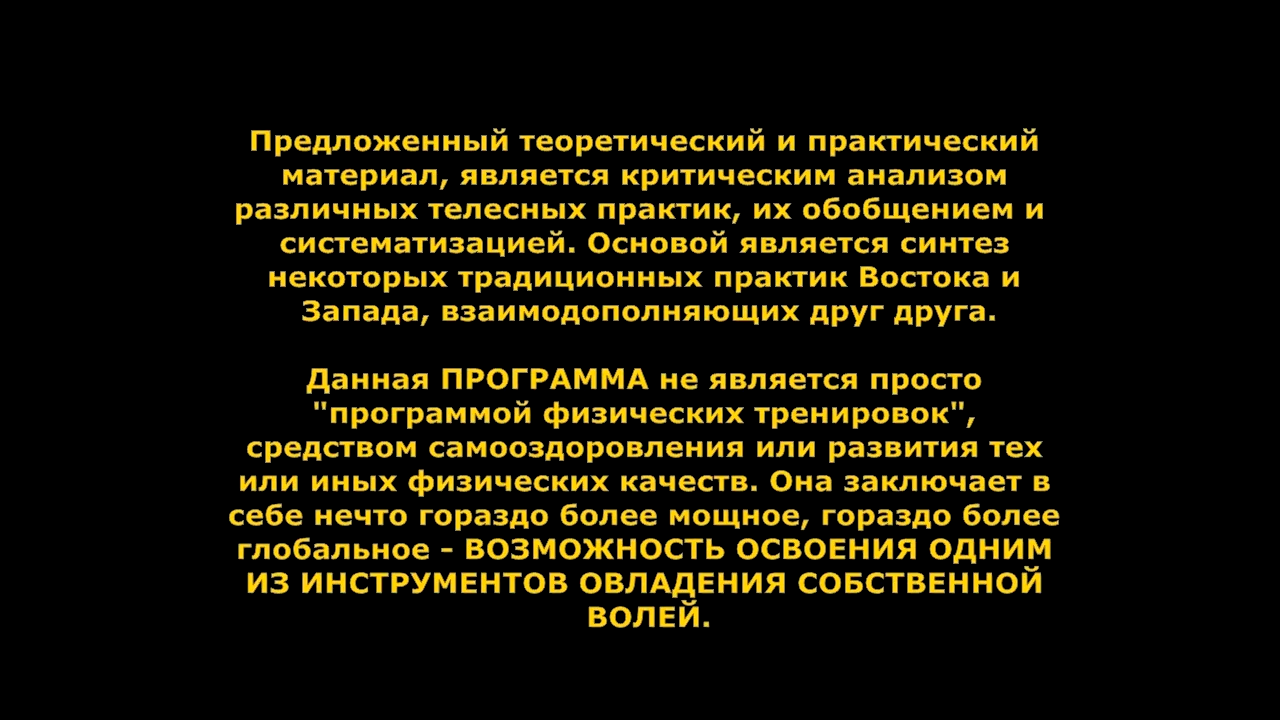 Предложенный теоретический и практический
материал, является критическим анализом
различных телесных практик, их обобщением и
систематизацией. Основой является синтез
некоторых традиционных практик Востока и
Запада, взаимодополняющих друг друга.
Данная ПРОГРАММА не является просто
"программой физических тренировок",
средством самооздоровления или развития тех
или иных физических качеств. Она заключает в
себе нечто гораздо более мощное, гораздо более
глобальное - ВОЗМОЖНОСТЬ ОСВОЕНИЯ ОДНИМ
ИЗ ИНСТРУМЕНТОВ ОВЛАДЕНИЯ СОБСТВЕННОЙ
ВОЛЕЙ.